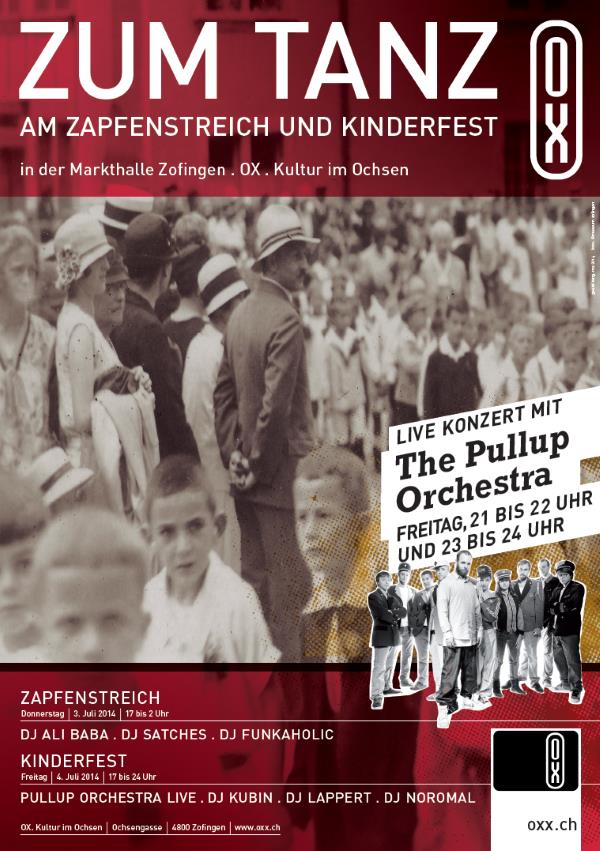 ZUM TANZ
OX
AM ZAPFENSTREICH UND KINDERFEST
in der Markthalle Zofingen . OX . Kultur im Ochsen
LIVE KONZERT MIT
The Pullup
Orchestra
FREITAG, 21 BIS 22 UHR
UND 23 BIS 24 UHR
ZAPFENSTREICH
Donnerstag | 3. Juli 2014 | 17 bis 2 Uhr
DJ ALI BABA . DJ SATCHES . DJ FUNKAHOLIC
KINDERFEST
Freitag | 4. Juli 2014 | 17 bis 24 Uhr
PULLUP ORCHESTRA LIVE . DJ KUBIN . DJ LAPPERT . DJ NOROMAL
OX. Kultur im Ochsen | Ochsengasse | 4800 Zofingen | www.oxx.ch
OX
oxx.ch